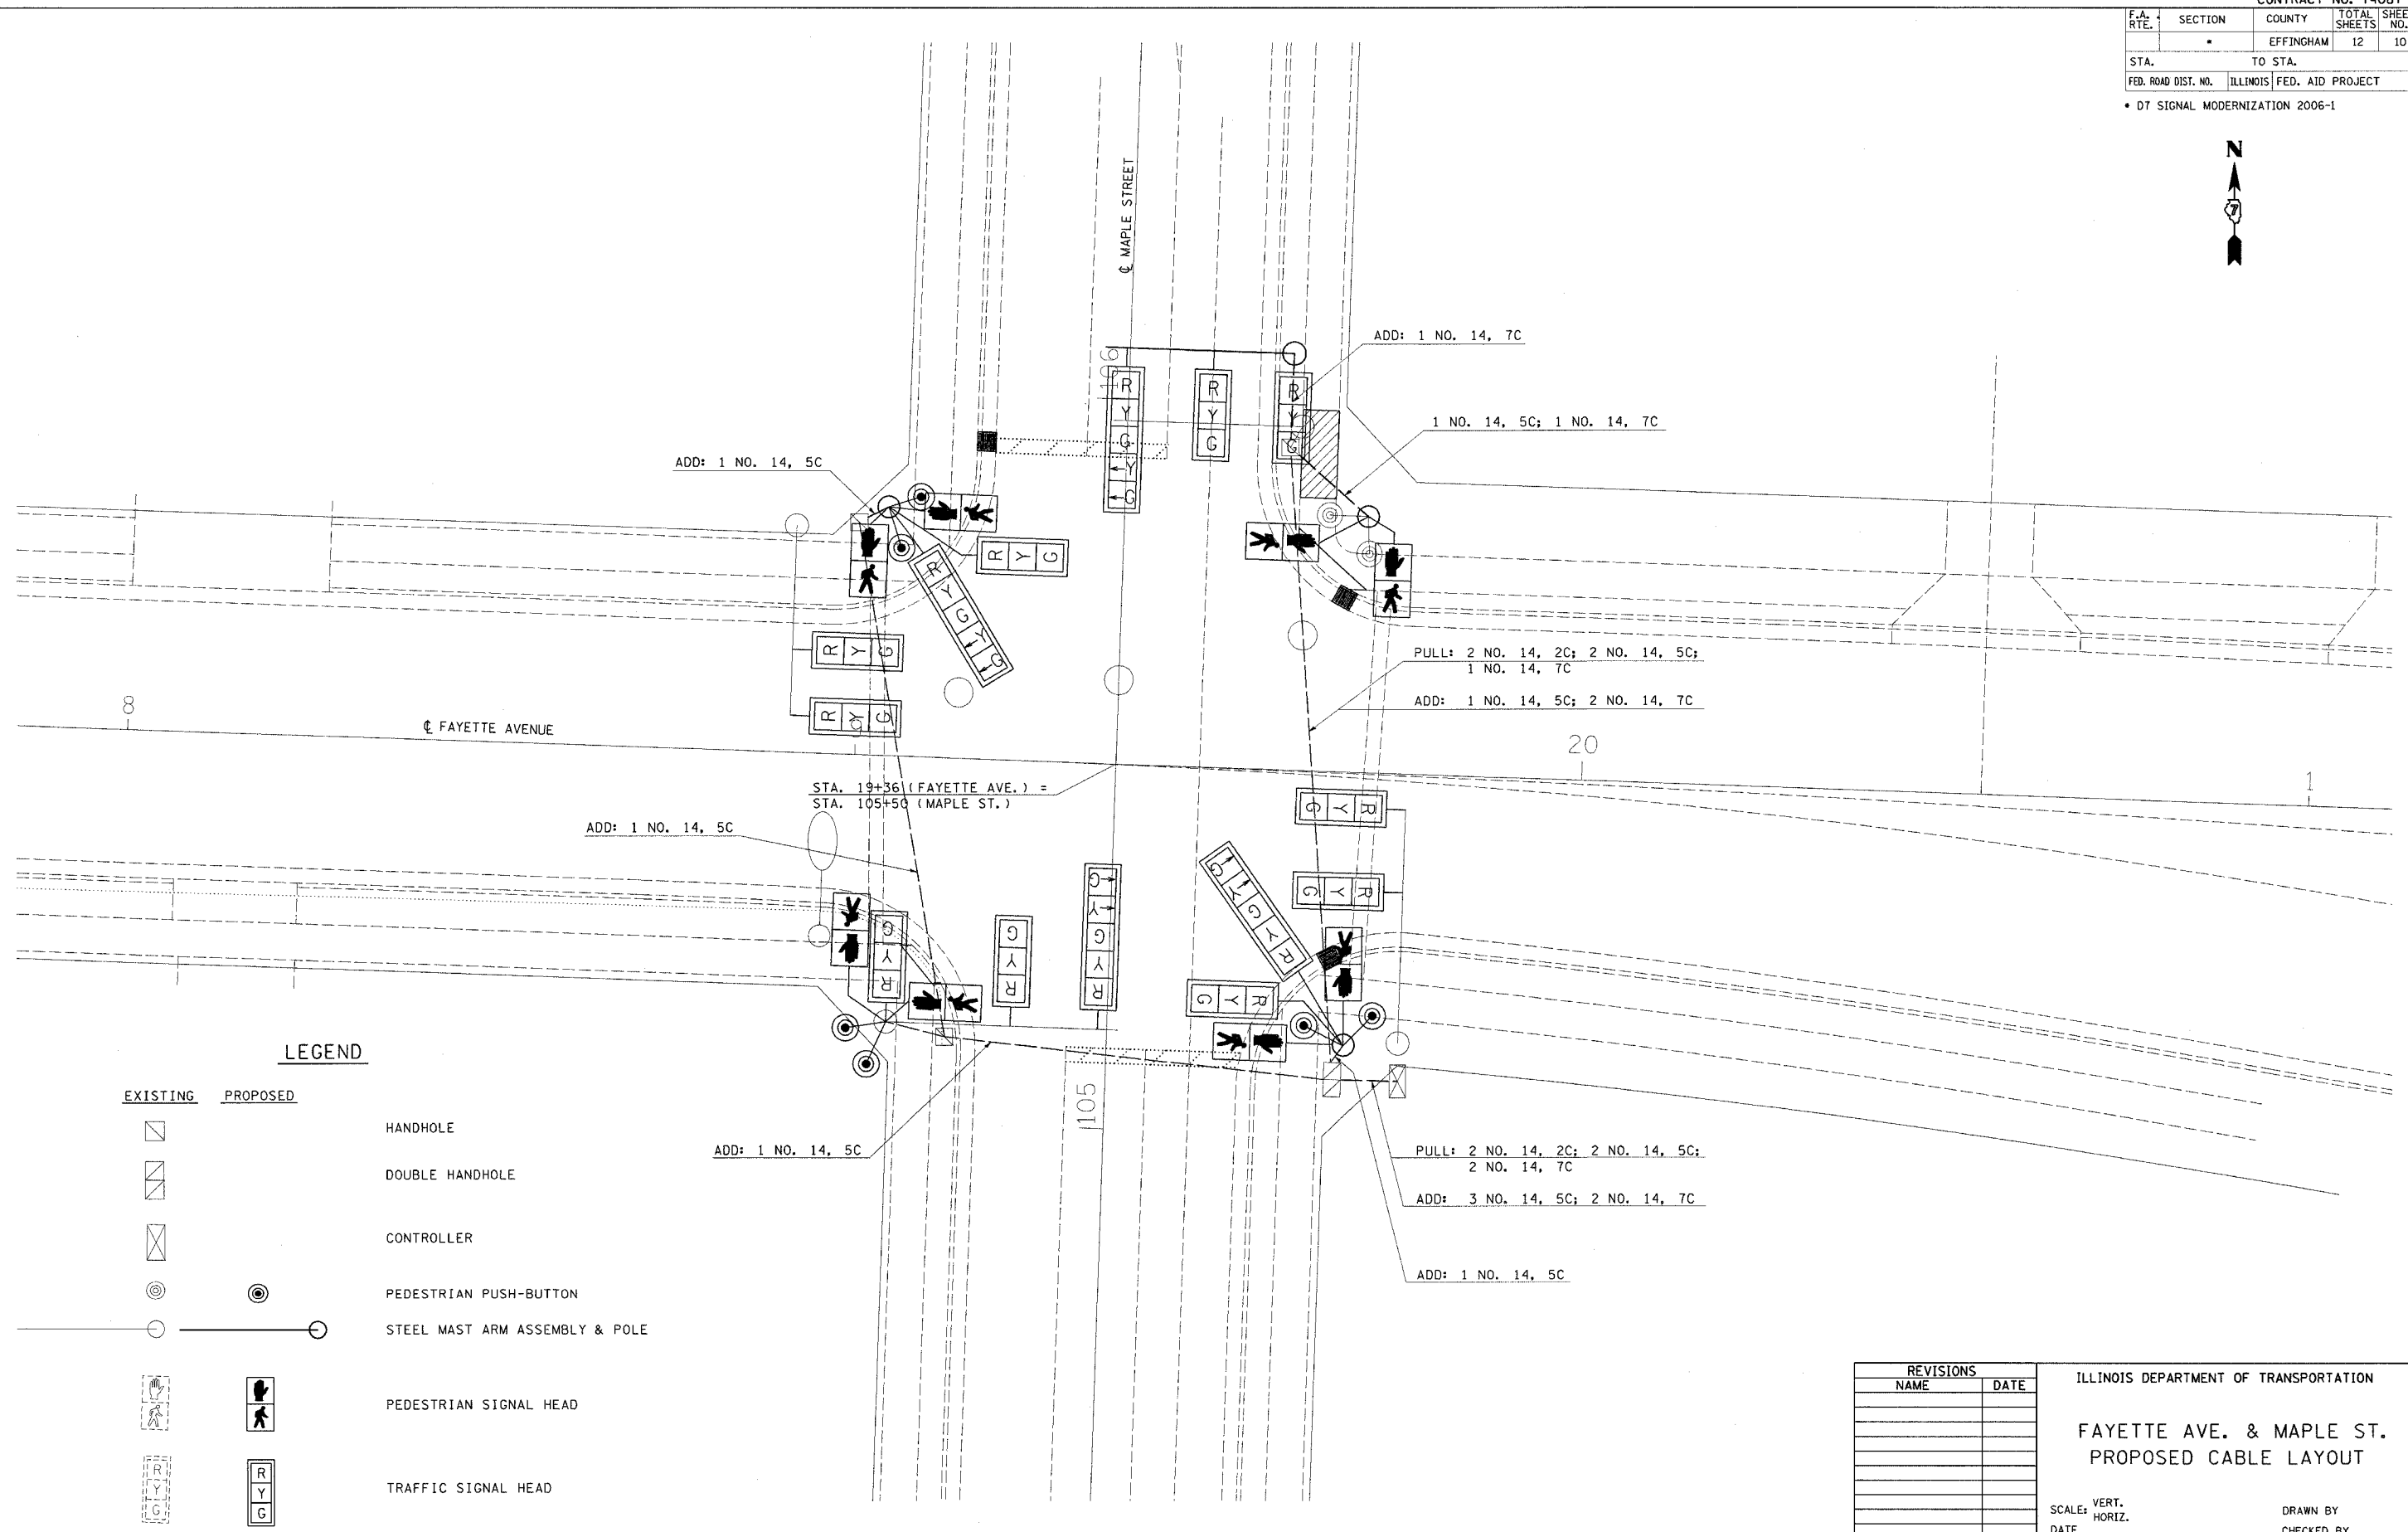 F.A. RTE. SECTION COUNTY TOTAL SHEETS NO.
* EFFINGHAM 12 10
STA. TO STA.
FED. ROAD DIST. NO. ILLINOIS FED. AID PROJECT
* D7 SIGNAL MODERNIZATION 2006-1
N
7
℄ MAPLE STREET
106
ADD: 1 NO. 14, 7C
R Y G Y G
R Y G
R Y G
1 NO. 14, 5C; 1 NO. 14, 7C
ADD: 1 NO. 14, 5C
R Y G
R Y G Y G
R Y G
R Y G
PULL: 2 NO. 14, 2C; 2 NO. 14, 5C;
1 NO. 14, 7C
ADD: 1 NO. 14, 5C; 2 NO. 14, 7C
8
℄ FAYETTE AVENUE
20
1
STA. 19+36 (FAYETTE AVE.) =
STA. 105+50 (MAPLE ST.)
ADD: 1 NO. 14, 5C
G Y R
G Y R
G Y R
G Y R
G Y G Y R
G Y G Y R
G Y R
G Y R
105
ADD: 1 NO. 14, 5C
PULL: 2 NO. 14, 2C; 2 NO. 14, 5C;
2 NO. 14, 7C
ADD: 3 NO. 14, 5C; 2 NO. 14, 7C
ADD: 1 NO. 14, 5C
LEGEND
EXISTING PROPOSED
HANDHOLE
DOUBLE HANDHOLE
CONTROLLER
PEDESTRIAN PUSH-BUTTON
STEEL MAST ARM ASSEMBLY & POLE
PEDESTRIAN SIGNAL HEAD
R Y G R Y G TRAFFIC SIGNAL HEAD
REVISIONS
NAME DATE
ILLINOIS DEPARTMENT OF TRANSPORTATION
FAYETTE AVE. & MAPLE ST.
PROPOSED CABLE LAYOUT
SCALE: VERT.
HORIZ.
DRAWN BY
DATE
CHECKED BY